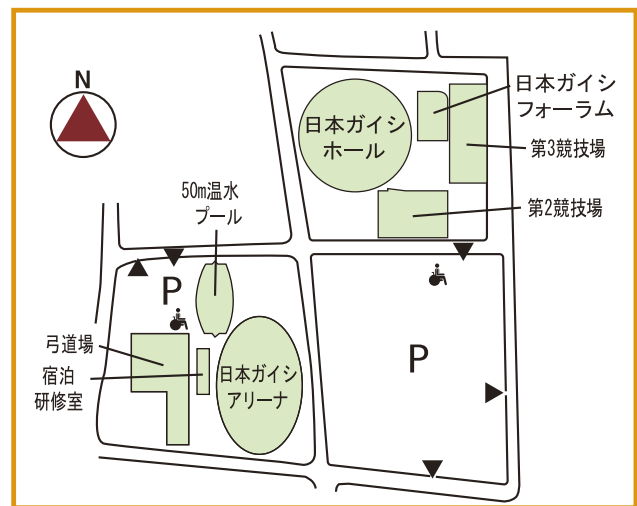 N
日本ガイシ
ホール
日本ガイシ
フォーラム
第3競技場
第2競技場
50m温水
プール
P
P
弓道場
宿泊
研修室
日本ガイシ
アリーナ